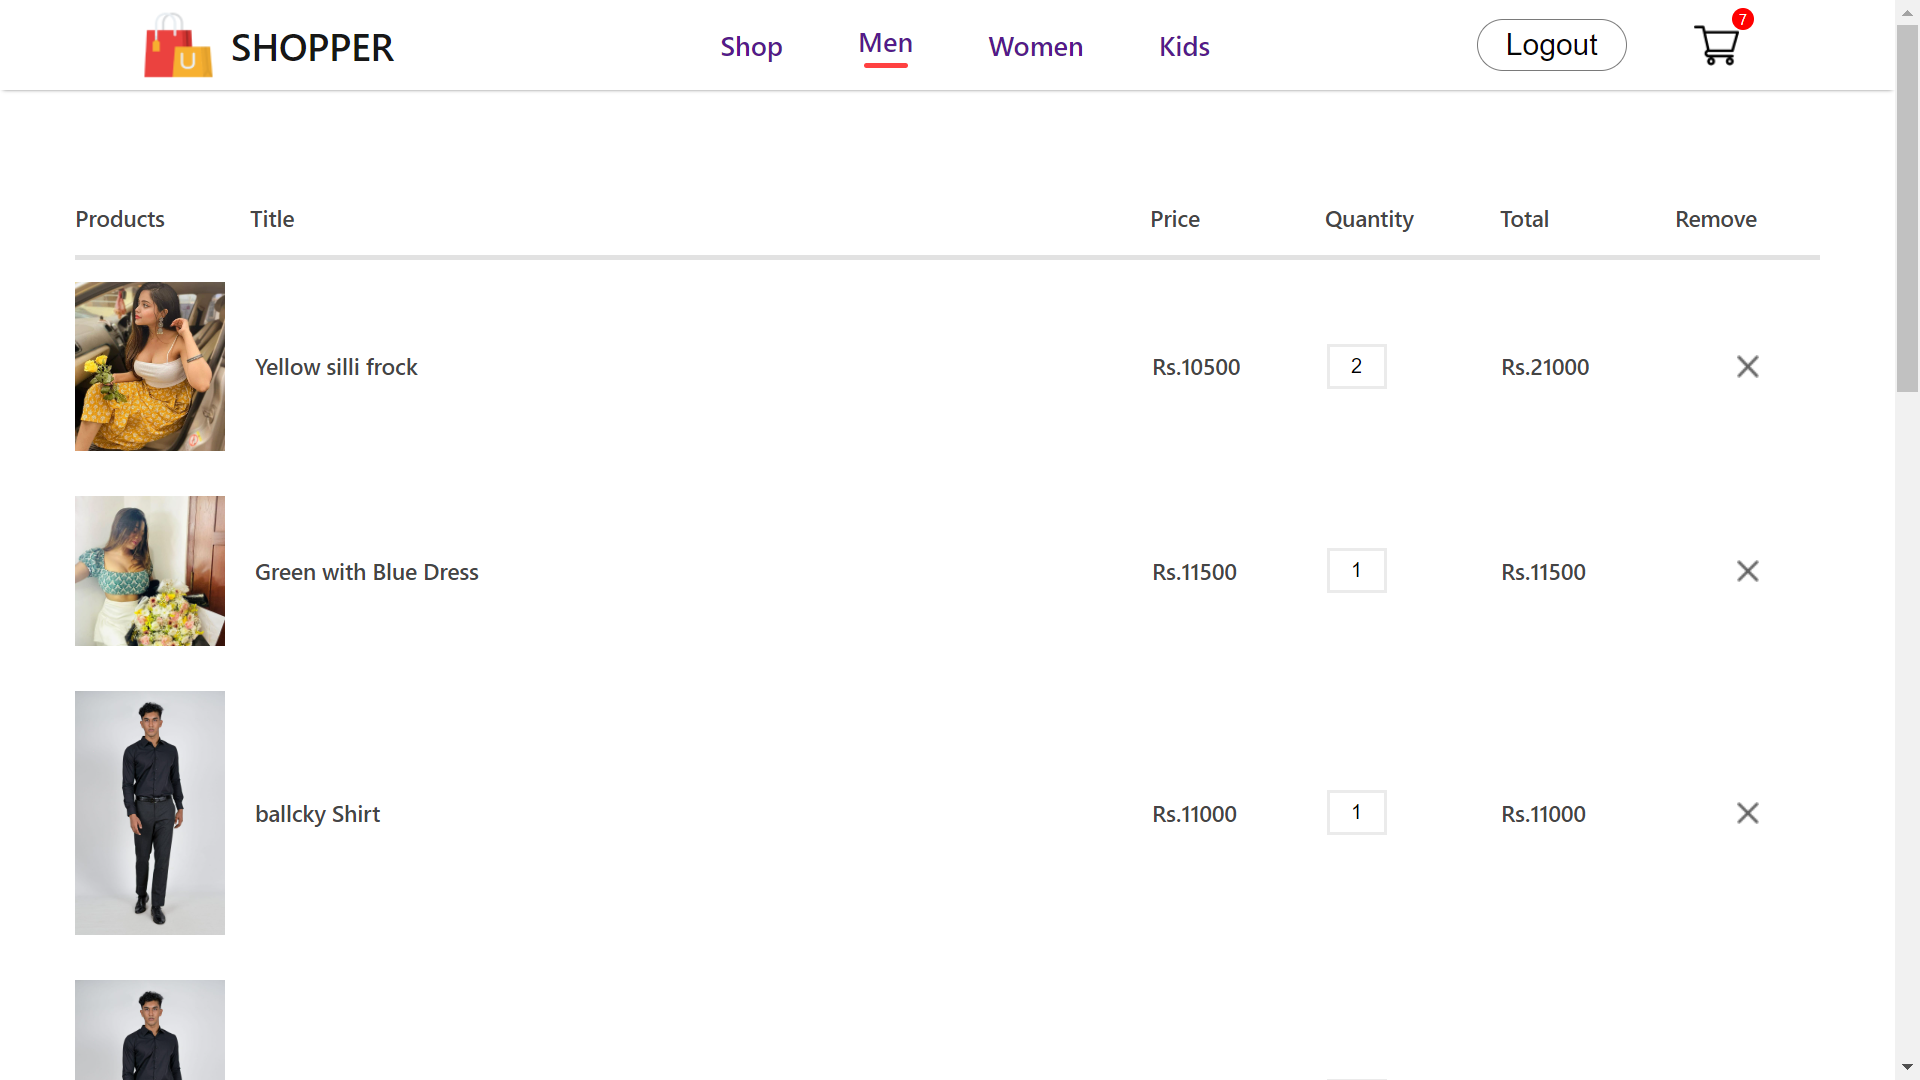 SHOPPER
Shop
Men
Women
Kids
Logout
7
Products Title Price Quantity Total Remove
Yellow silli frock Rs.10500 2 Rs.21000
Green with Blue Dress Rs.11500 1 Rs.11500
ballcky Shirt Rs.11000 1 Rs.11000